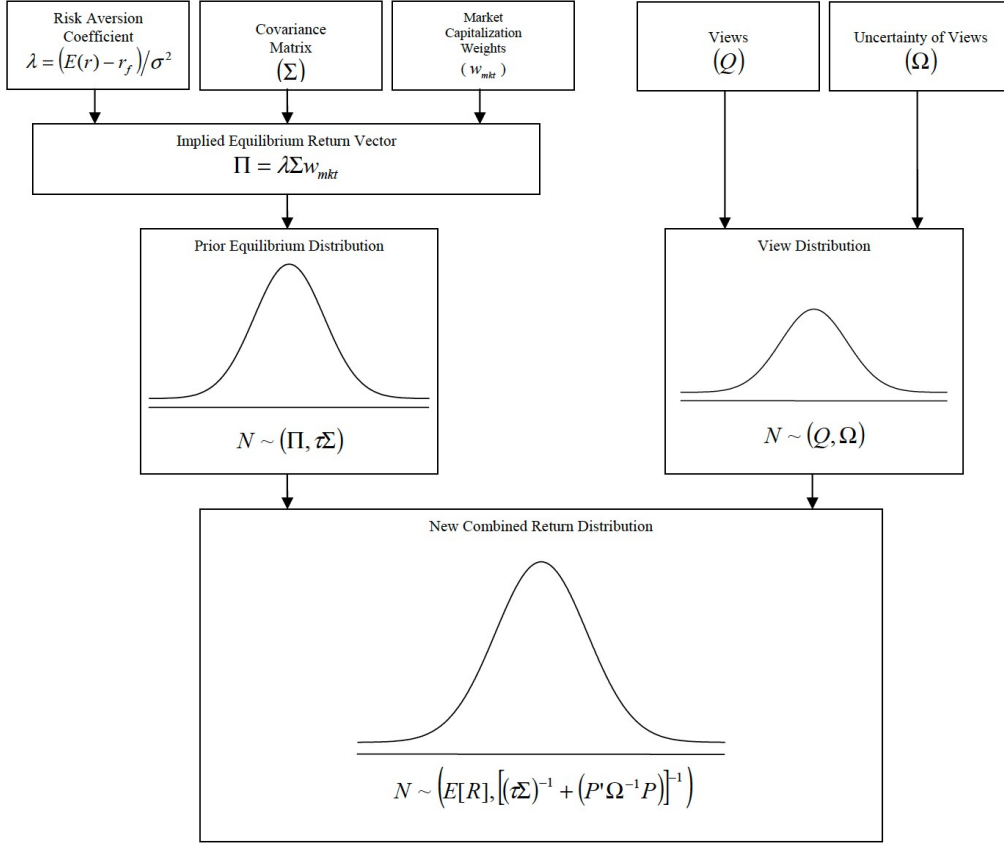 Risk Aversion
Coefficient
λ = (E(r) − r_f)/σ²
Covariance
Matrix
(Σ)
Market
Capitalization
Weights
(w_mkt)
Views
(Q)
Uncertainty of Views
(Ω)
Implied Equilibrium Return Vector
Π = λΣw_mkt
Prior Equilibrium Distribution
N ~ (Π, τΣ)
View Distribution
N ~ (Q, Ω)
New Combined Return Distribution
N ~ (E[R], [(τΣ)⁻¹ + (P'Ω⁻¹P)]⁻¹)